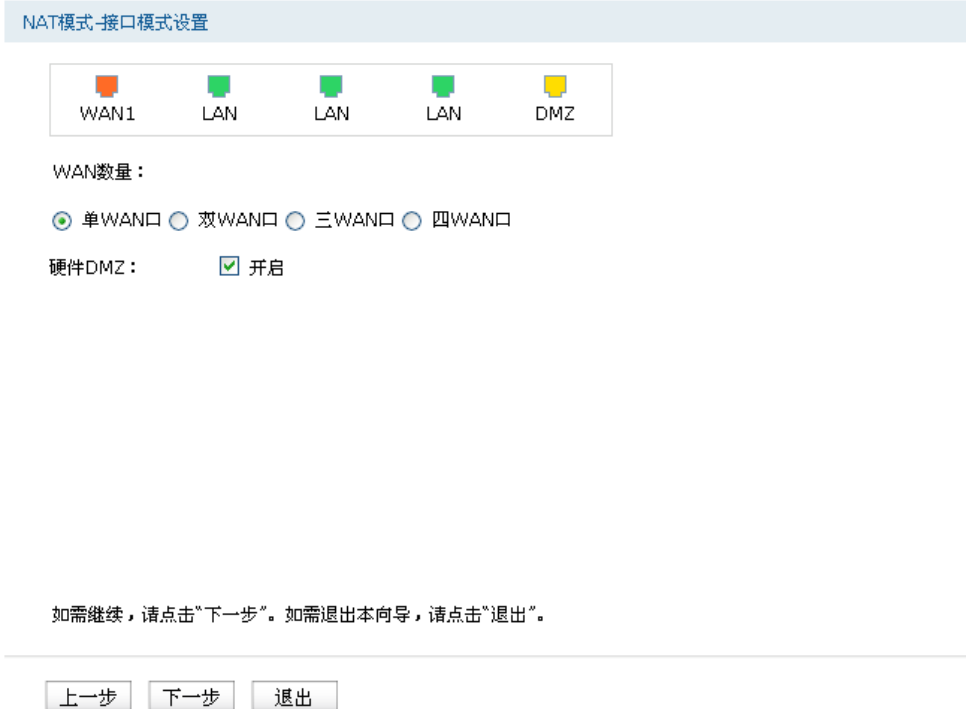 NAT模式-接口模式设置
WAN1 LAN LAN LAN DMZ
WAN数量：
单WAN口 双WAN口 三WAN口 四WAN口
硬件DMZ： 开启
如需继续，请点击“下一步”。如需退出本向导，请点击“退出”。
上一步 下一步 退出